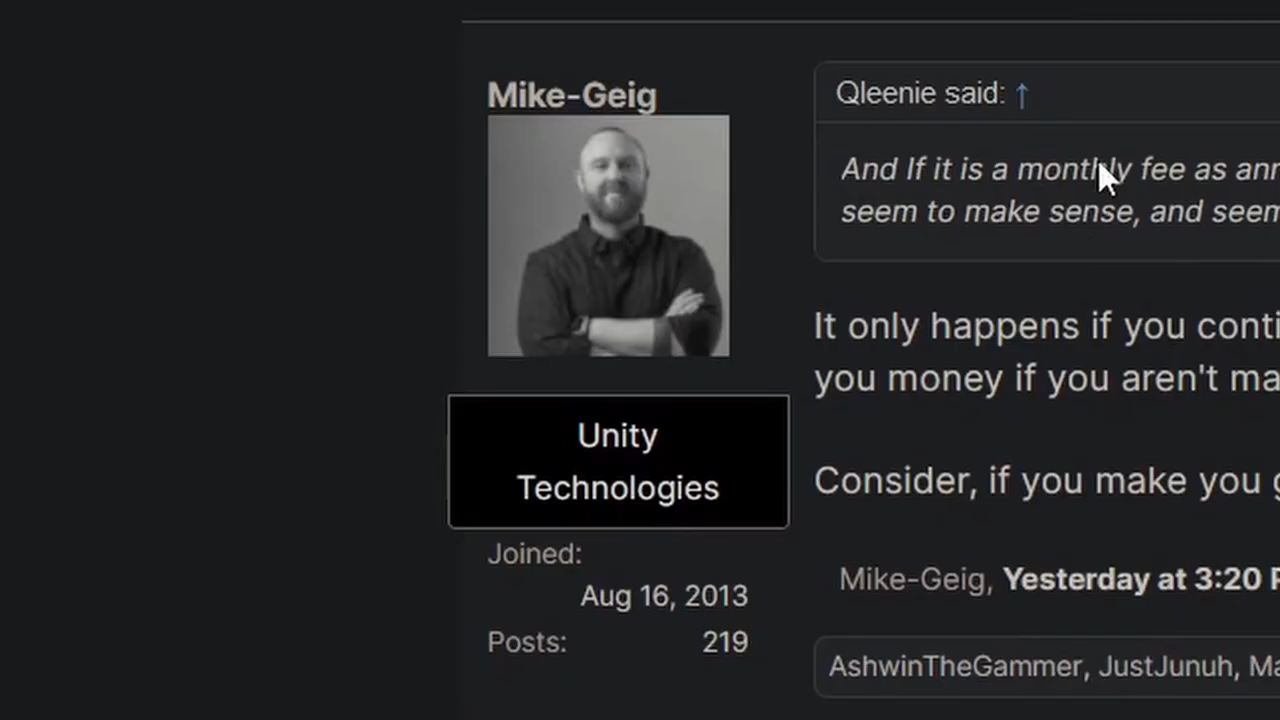 Mike-Geig
Unity
Technologies
Joined:
Aug 16, 2013
Posts: 219
Qleenie said: ↑
And If it is a monthly fee as
seem to make sense, and
It only happens if you
you money if you aren't
Consider, if you make you
Mike-Geig, Yesterday at 3:20
AshwinTheGammer, JustJunuh,